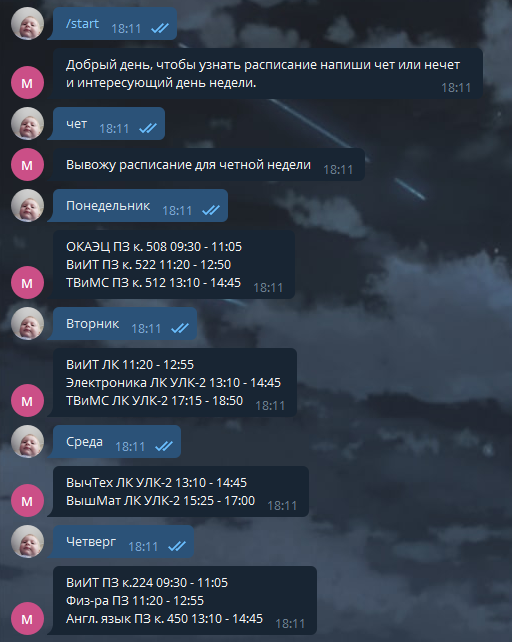 /start 18:11
Добрый день, чтобы узнать расписание напиши чет или нечет
и интересующий день недели. 18:11
М
чет 18:11
Вывожу расписание для четной недели 18:11
М
Понедельник 18:11
ОКАЭЦ ПЗ к. 508 09:30 - 11:05
ВиИТ ПЗ к. 522 11:20 - 12:50
ТВиМС ПЗ к. 512 13:10 - 14:45 18:11
М
Вторник 18:11
ВиИТ ЛК 11:20 - 12:55
Электроника ЛК УЛК-2 13:10 - 14:45
ТВиМС ЛК УЛК-2 17:15 - 18:50 18:11
М
Среда 18:11
ВычТех ЛК УЛК-2 13:10 - 14:45
ВышМат ЛК УЛК-2 15:25 - 17:00 18:11
М
Четверг 18:11
ВиИТ ПЗ к.224 09:30 - 11:05
Физ-ра ПЗ 11:20 - 12:55
Англ. язык ПЗ к. 450 13:10 - 14:45 18:11
М